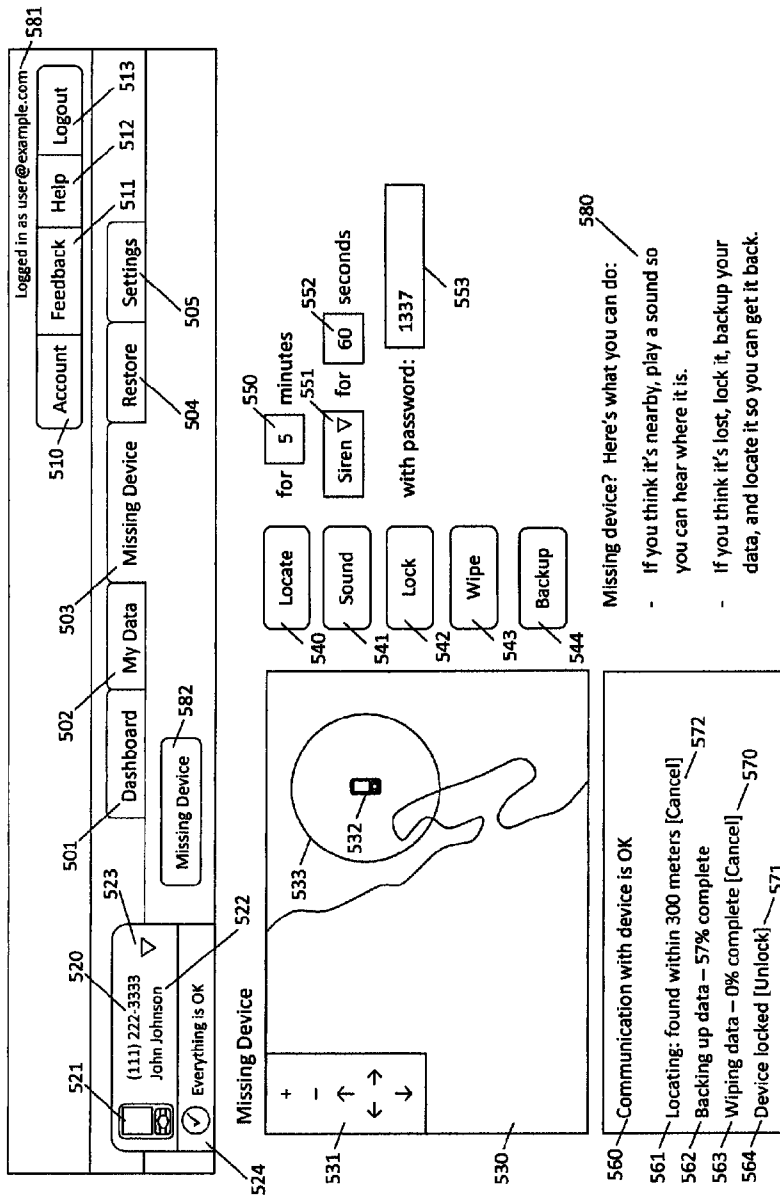 Logged in as user@example.com 581
Account Feedback Help Logout
510 511 512 513
501 502 503
Dashboard My Data Missing Device Restore Settings
504 505
520 523
521
(111) 222-3333 ▽
John Johnson
522
Everything is OK
524
Missing Device 582
Missing Device
531
+
−
↑
← →
↓
530
533
532
Locate for 5 minutes
540 550
Sound Siren ▽ for 60 seconds
541 551 552
Lock with password: 1337
542 553
Wipe
543
Backup
544
560 Communication with device is OK
561 Locating: found within 300 meters [Cancel] 572
562 Backing up data – 57% complete
563 Wiping data – 0% complete [Cancel] 570
564 Device locked [Unlock] 571
Missing device? Here's what you can do: 580
- If you think it's nearby, play a sound so
you can hear where it is.
- If you think it's lost, lock it, backup your
data, and locate it so you can get it back.